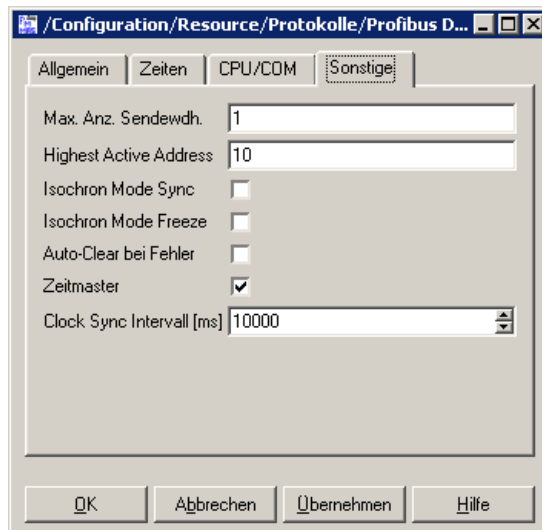 /Configuration/Resource/Protokolle/Profibus D...
Allgemein Zeiten CPU/COM Sonstige
Max. Anz. Sendewdh. 1
Highest Active Address 10
Isochron Mode Sync
Isochron Mode Freeze
Auto-Clear bei Fehler
Zeitmaster
Clock Sync Intervall [ms] 10000
OK Abbrechen Übernehmen Hilfe